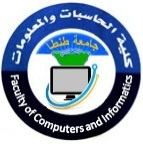 كلية الحاسبات والمعلومات
جامعة طنطا
Faculty of Computers and Informatics